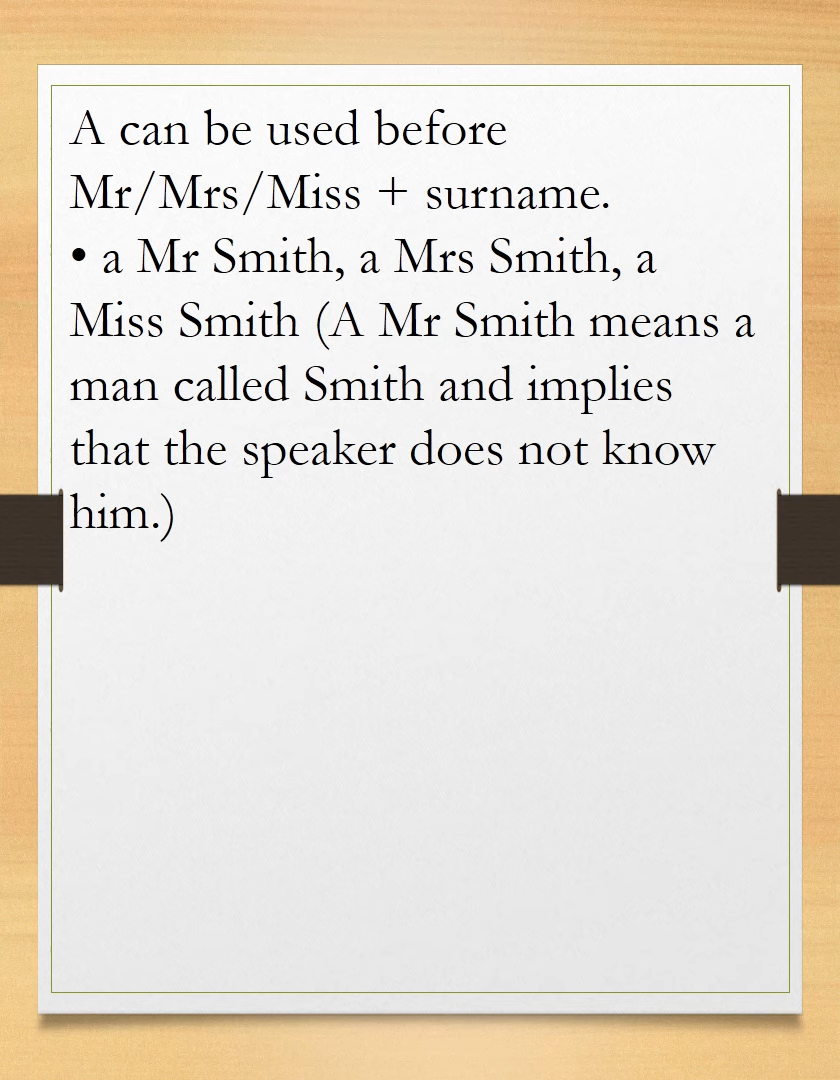 A can be used before
Mr/Mrs/Miss + surname.
• a Mr Smith, a Mrs Smith, a
Miss Smith (A Mr Smith means a
man called Smith and implies
that the speaker does not know
him.)